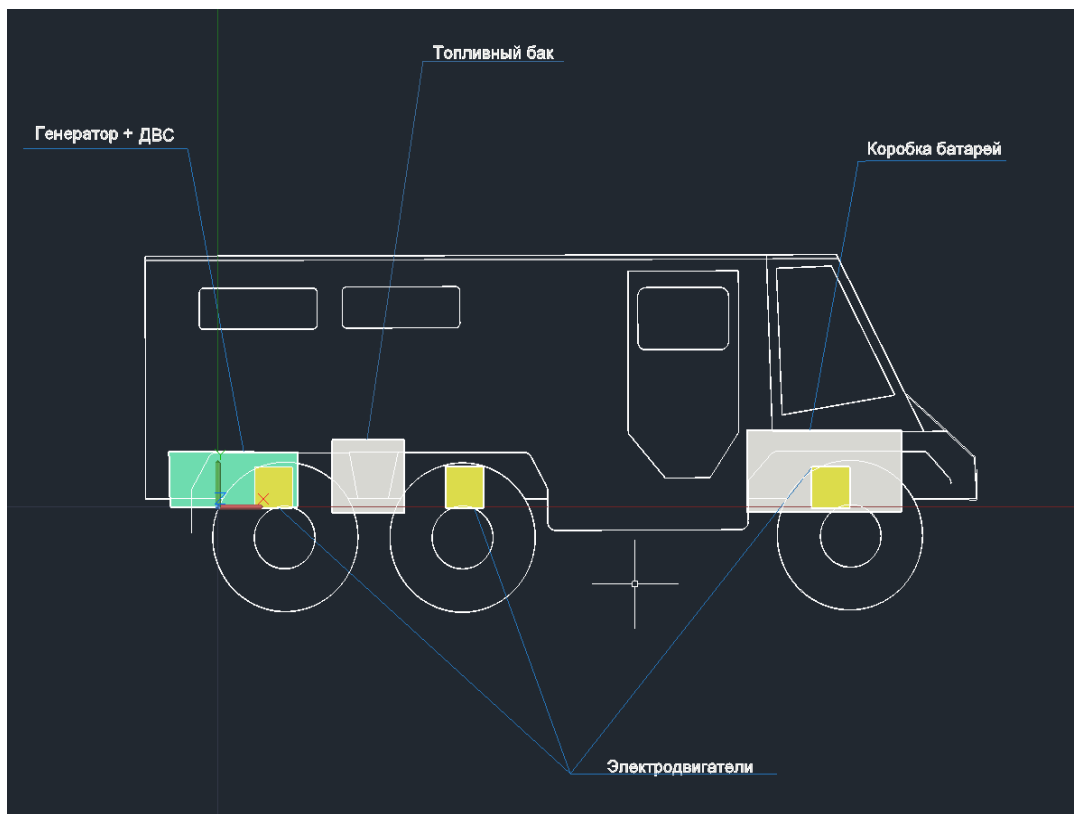 Топливный бак
Генератор + ДВС
Коробка батарей
Электродвигатели